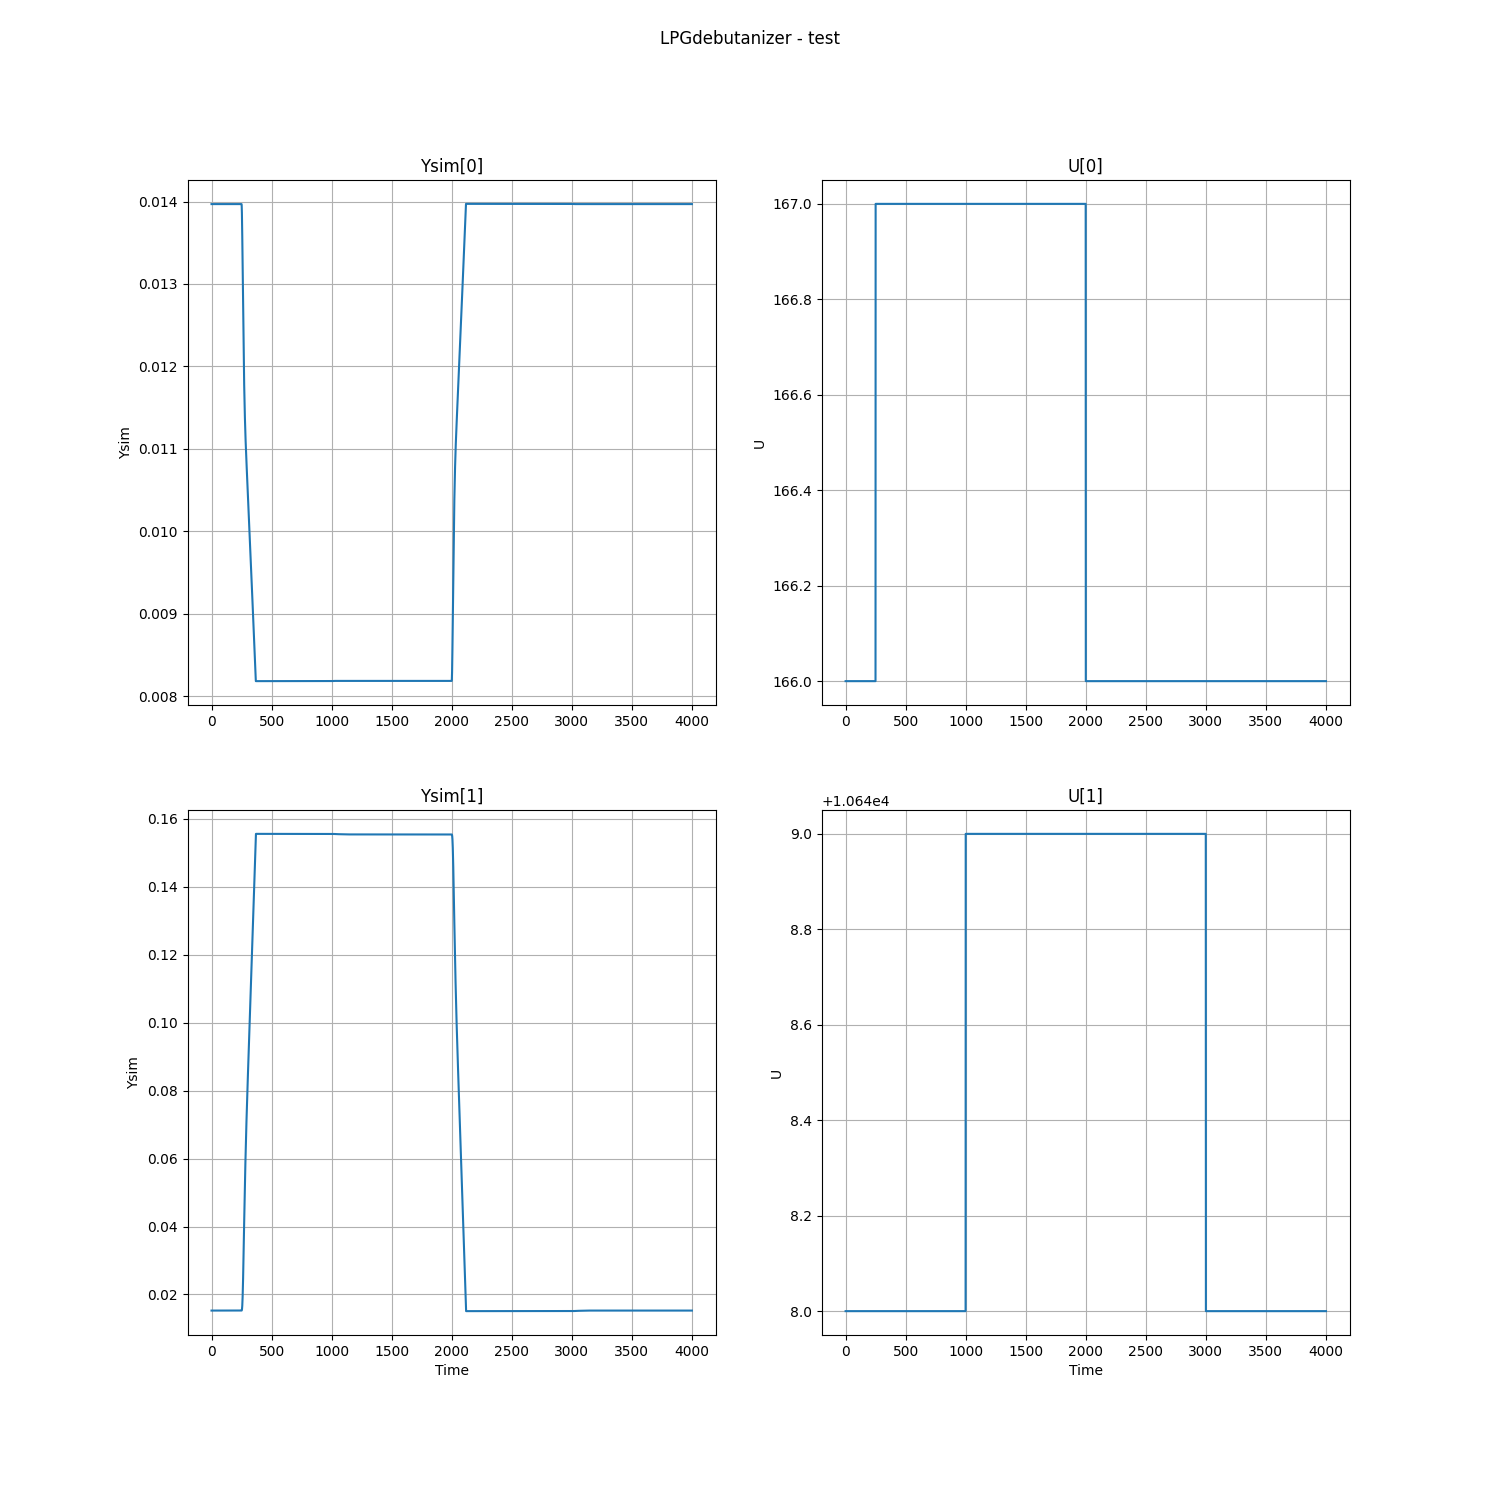 LPGdebutanizer - test
Ysim[0]
0.014
0.013
0.012
0.011
0.010
0.009
0.008
Ysim
0 500 1000 1500 2000 2500 3000 3500 4000
U[0]
167.0
166.8
166.6
166.4
166.2
166.0
U
0 500 1000 1500 2000 2500 3000 3500 4000
Ysim[1]
0.16
0.14
0.12
0.10
0.08
0.06
0.04
0.02
Ysim
0 500 1000 1500 2000 2500 3000 3500 4000
Time
U[1]
+1.064e4
9.0
8.8
8.6
8.4
8.2
8.0
U
0 500 1000 1500 2000 2500 3000 3500 4000
Time